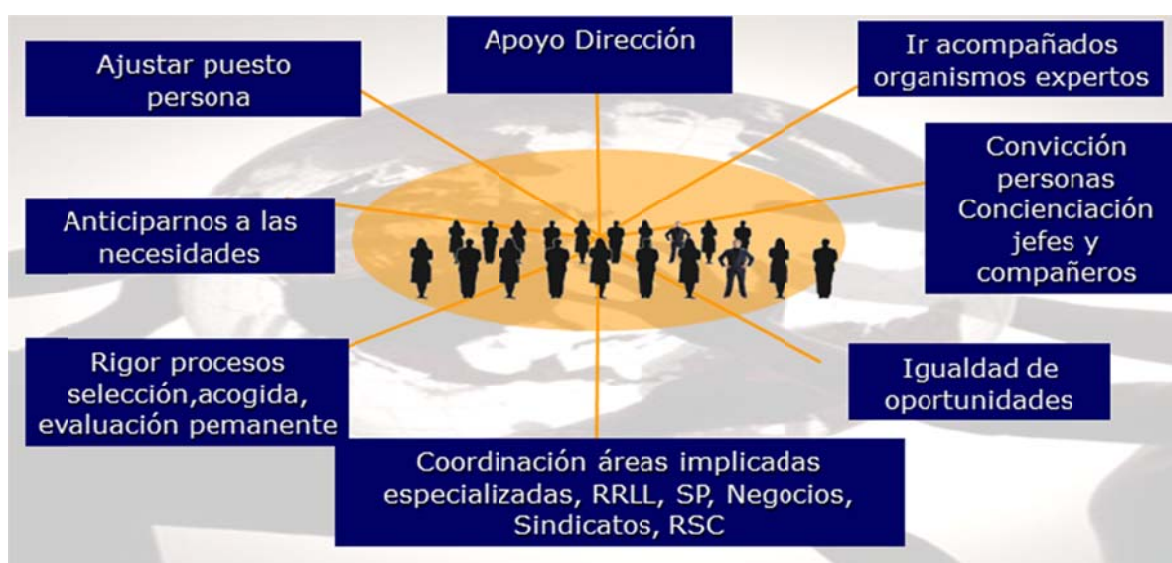 Apoyo Dirección
Ajustar puesto
persona
Ir acompañados
organismos expertos
Convicción
personas
Concienciación
jefes y
compañeros
Anticiparnos a las
necesidades
Rigor procesos
selección,acogida,
evaluación pemanente
Igualdad de
oportunidades
Coordinación áreas implicadas
especializadas, RRLL, SP, Negocios,
Sindicatos, RSC